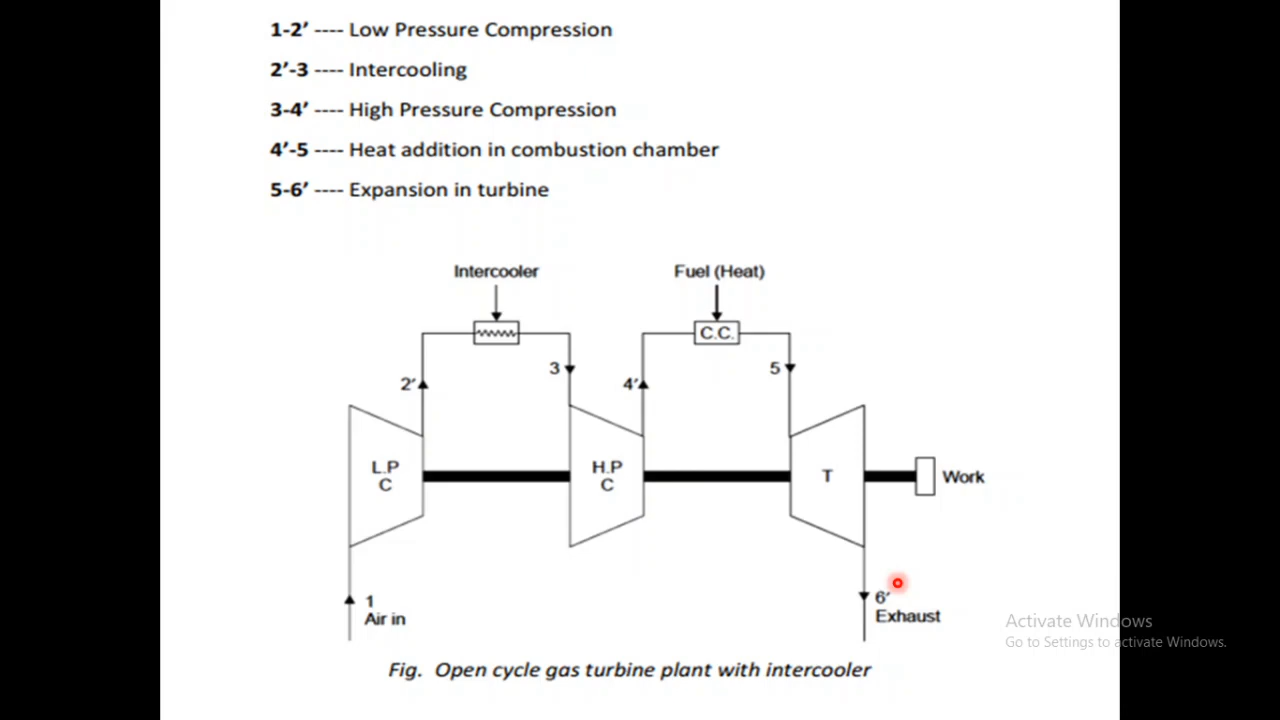 1-2’ ---- Low Pressure Compression
2’-3 ---- Intercooling
3-4’ ---- High Pressure Compression
4’-5 ---- Heat addition in combustion chamber
5-6’ ---- Expansion in turbine
Intercooler
Fuel (Heat)
C.C.
2’
3
4’
5
L.P
C
H.P
C
T
Work
1
Air in
6’
Exhaust
Activate Windows
Go to Settings to activate Windows.
Fig. Open cycle gas turbine plant with intercooler